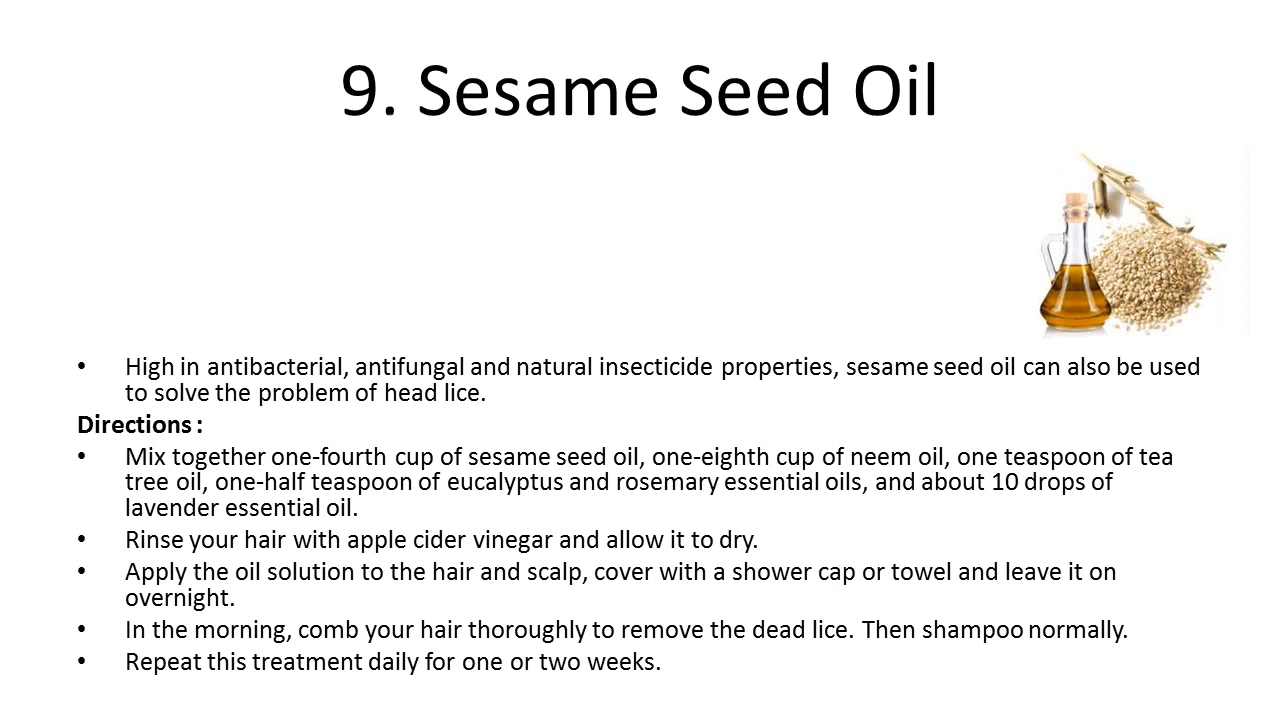 9. Sesame Seed Oil
• High in antibacterial, antifungal and natural insecticide properties, sesame seed oil can also be used
to solve the problem of head lice.
Directions :
• Mix together one-fourth cup of sesame seed oil, one-eighth cup of neem oil, one teaspoon of tea
tree oil, one-half teaspoon of eucalyptus and rosemary essential oils, and about 10 drops of
lavender essential oil.
• Rinse your hair with apple cider vinegar and allow it to dry.
• Apply the oil solution to the hair and scalp, cover with a shower cap or towel and leave it on
overnight.
• In the morning, comb your hair thoroughly to remove the dead lice. Then shampoo normally.
• Repeat this treatment daily for one or two weeks.